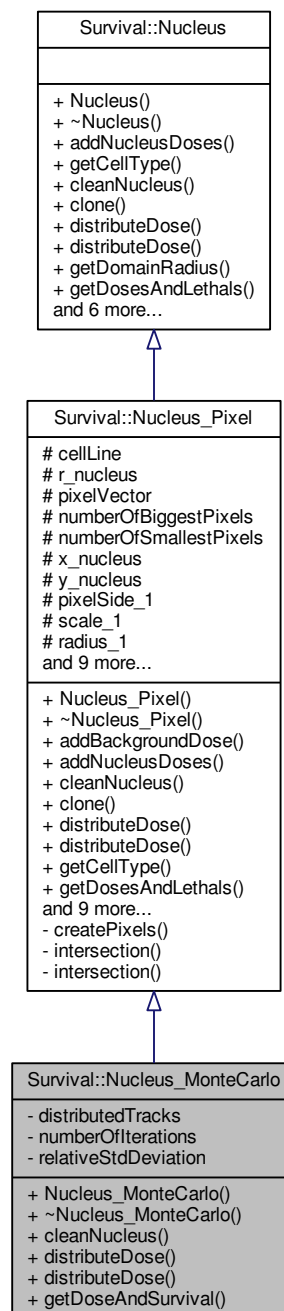 Survival::Nucleus
+ Nucleus()
+ ~Nucleus()
+ addNucleusDoses()
+ getCellType()
+ cleanNucleus()
+ clone()
+ distributeDose()
+ distributeDose()
+ getDomainRadius()
+ getDosesAndLethals()
and 6 more...
Survival::Nucleus_Pixel
# cellLine
# r_nucleus
# pixelVector
# numberOfBiggestPixels
# numberOfSmallestPixels
# x_nucleus
# y_nucleus
# pixelSide_1
# scale_1
# radius_1
and 9 more...
+ Nucleus_Pixel()
+ ~Nucleus_Pixel()
+ addBackgroundDose()
+ addNucleusDoses()
+ cleanNucleus()
+ clone()
+ distributeDose()
+ distributeDose()
+ getCellType()
+ getDosesAndLethals()
and 9 more...
- createPixels()
- intersection()
- intersection()
Survival::Nucleus_MonteCarlo
- distributedTracks
- numberOfIterations
- relativeStdDeviation
+ Nucleus_MonteCarlo()
+ ~Nucleus_MonteCarlo()
+ cleanNucleus()
+ distributeDose()
+ distributeDose()
+ getDoseAndSurvival()